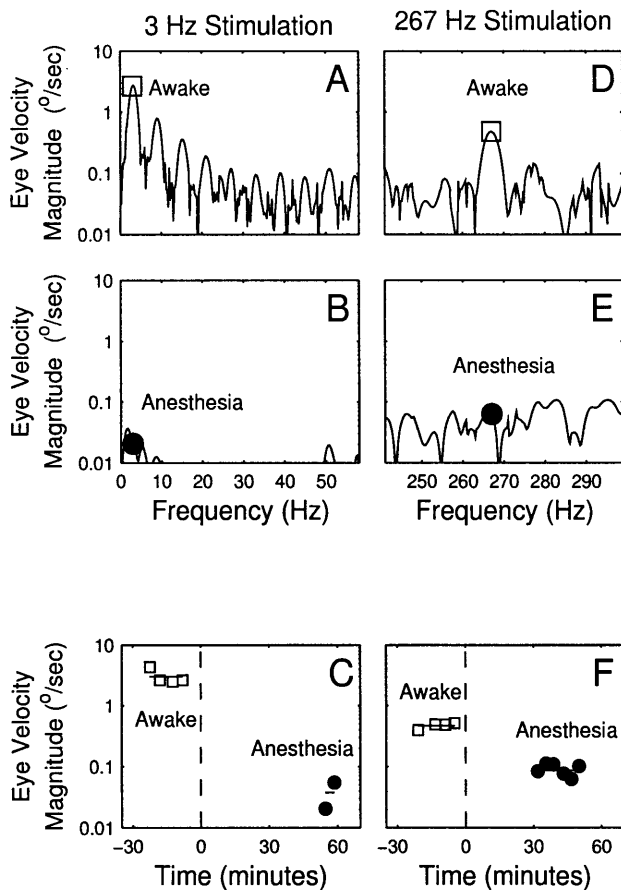 3 Hz Stimulation
267 Hz Stimulation
Eye Velocity
Magnitude (°/sec)
10
1
0.1
0.01
A
Awake
D
Awake
Eye Velocity
Magnitude (°/sec)
10
1
0.1
0.01
B
Anesthesia
0 10 20 30 40 50
Frequency (Hz)
E
Anesthesia
250 260 270 280 290
Frequency (Hz)
Eye Velocity
Magnitude (°/sec)
10
1
0.1
0.01
C
Awake
Anesthesia
-30 0 30 60
Time (minutes)
F
Awake
Anesthesia
-30 0 30 60
Time (minutes)